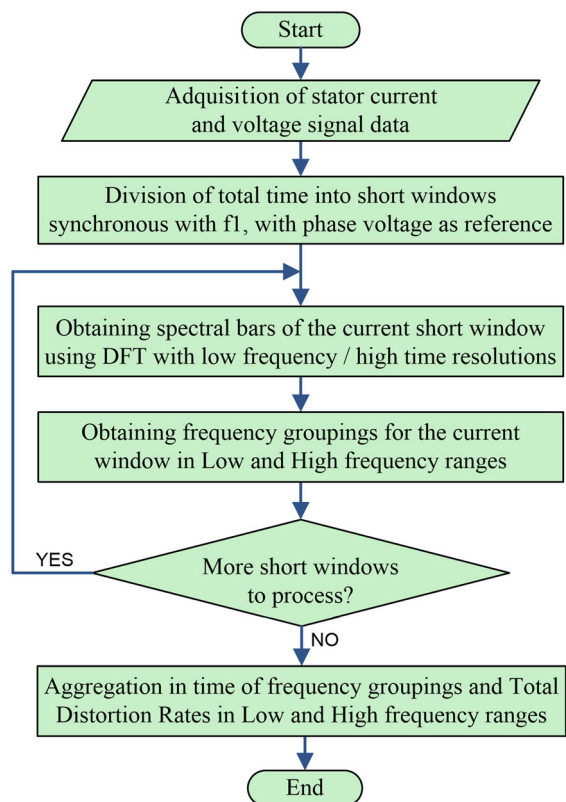 Start
Adquisition of stator current
and voltage signal data
Division of total time into short windows
synchronous with f1, with phase voltage as reference
Obtaining spectral bars of the current short window
using DFT with low frequency / high time resolutions
Obtaining frequency groupings for the current
window in Low and High frequency ranges
YES
More short windows
to process?
NO
Aggregation in time of frequency groupings and Total
Distortion Rates in Low and High frequency ranges
End